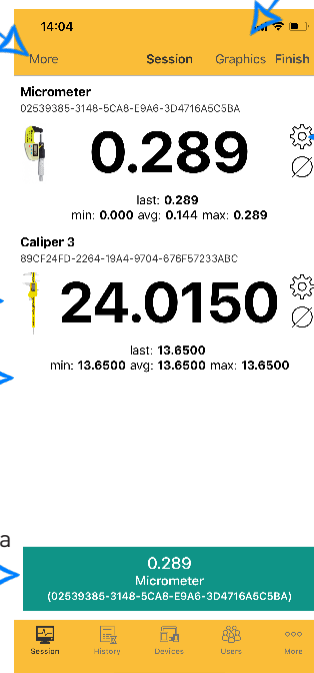 14:04
More Session Graphics Finish
Micrometer
02539385-3148-5CA8-E9A6-3D4716A5C5BA
0.289
last: 0.289
min: 0.000 avg: 0.144 max: 0.289
Caliper 3
89CF24FD-2264-19A4-9704-676F57233ABC
24.0150
last: 13.6500
min: 13.6500 avg: 13.6500 max: 13.6500
a
0.289
Micrometer
(02539385-3148-5CA8-E9A6-3D4716A5C5BA)
Session History Devices Users More